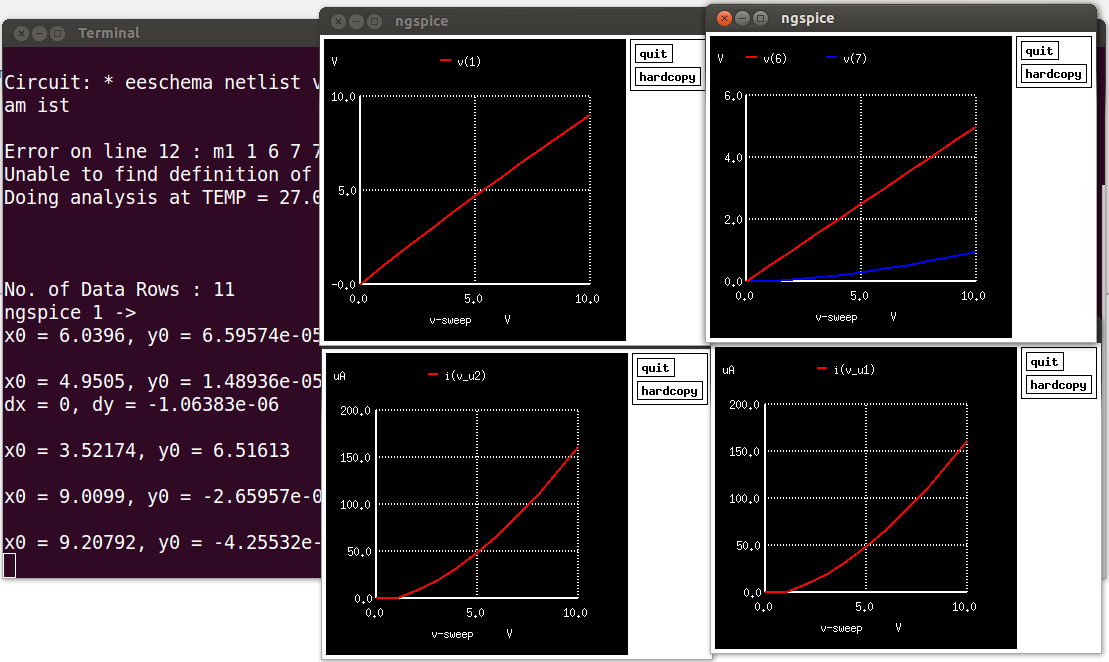 Terminal
Circuit: * eeschema netlist v
am ist
Error on line 12 : m1 1 6 7 7
Unable to find definition of
Doing analysis at TEMP = 27.0
No. of Data Rows : 11
ngspice 1 ->
x0 = 6.0396, y0 = 6.59574e-05
x0 = 4.9505, y0 = 1.48936e-05
dx = 0, dy = -1.06383e-06
x0 = 3.52174, y0 = 6.51613
x0 = 9.0099, y0 = -2.65957e-0
x0 = 9.20792, y0 = -4.25532e-
ngspice
V v(1)
quit
hardcopy
10.0
5.0
-0.0
0.0 5.0 10.0
v-sweep V
ngspice
V v(6) v(7)
quit
hardcopy
6.0
4.0
2.0
0.0
0.0 5.0 10.0
v-sweep V
uA i(v_u2)
quit
hardcopy
200.0
150.0
100.0
50.0
0.0
0.0 5.0 10.0
v-sweep V
uA i(v_u1)
quit
hardcopy
200.0
150.0
100.0
50.0
0.0
0.0 5.0 10.0
v-sweep V